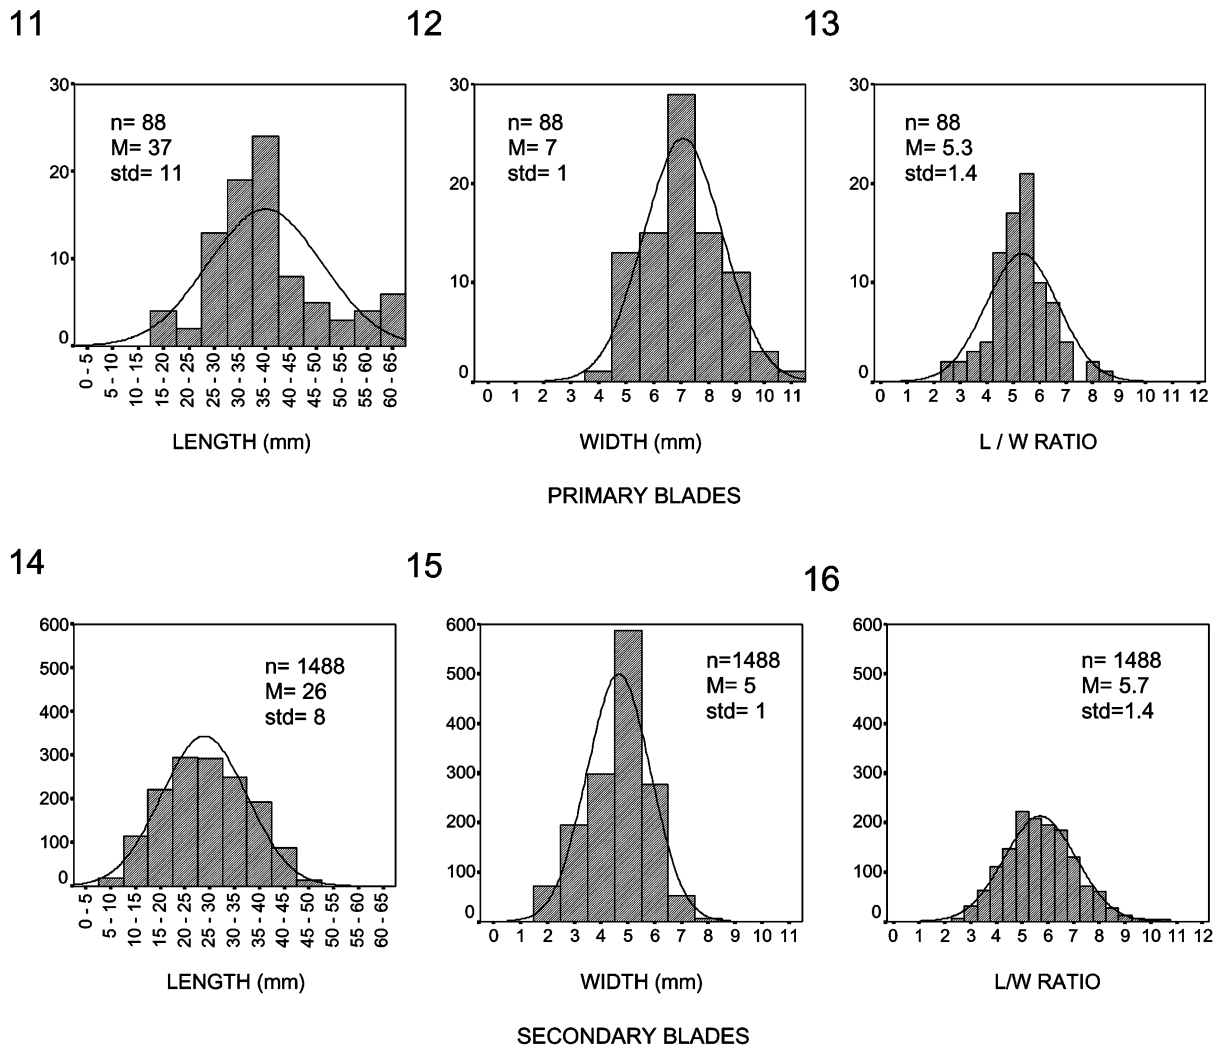 11
12
13
30
20
10
0
n= 88
M= 37
std= 11
0 - 5
5 - 10
10 - 15
15 - 20
20 - 25
25 - 30
30 - 35
35 - 40
40 - 45
45 - 50
50 - 55
55 - 60
60 - 65
LENGTH (mm)
30
20
10
0
n= 88
M= 7
std= 1
0 1 2 3 4 5 6 7 8 9 10 11
WIDTH (mm)
30
20
10
0
n= 88
M= 5.3
std=1.4
0 1 2 3 4 5 6 7 8 9 10 11 12
L / W RATIO
PRIMARY BLADES
14
15
16
600
500
400
300
200
100
0
n= 1488
M= 26
std= 8
0 - 5
5 - 10
10 - 15
15 - 20
20 - 25
25 - 30
30 - 35
35 - 40
40 - 45
45 - 50
50 - 55
55 - 60
60 - 65
LENGTH (mm)
600
500
400
300
200
100
0
n=1488
M= 5
std= 1
0 1 2 3 4 5 6 7 8 9 10 11
WIDTH (mm)
600
500
400
300
200
100
0
n= 1488
M= 5.7
std=1.4
0 1 2 3 4 5 6 7 8 9 10 11 12
L/W RATIO
SECONDARY BLADES